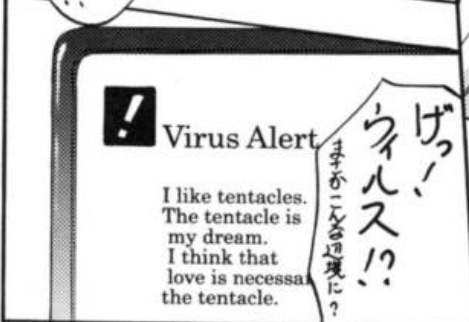 Virus Alert
I like tentacles.
The tentacle is
my dream.
I think that
love is necessar
the tentacle.
げっ!
ウィルス!?
まさかこんな辺境に?